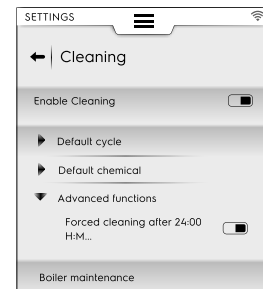 SETTINGS
Cleaning
Enable Cleaning
Default cycle
Default chemical
Advanced functions
Forced cleaning after 24:00
H:M...
Boiler maintenance